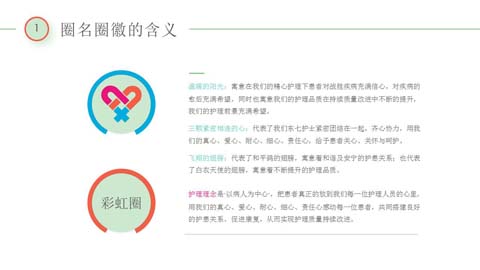 1
圈名圈徽的含义
温暖的阳光：寓意在我们的精心护理下患者对战胜疾病充满信心，对疾病的
愈后充满希望，同时也寓意我们的护理品质在持续质量改进中不断的提升，
我们的护理前景充满希望。
三颗紧密相连的心：代表了我们东七护士紧密团结在一起，齐心协力，用我
们的真心、爱心、耐心、细心、责任心，给予患者关心、关怀与呵护。
飞翔的翅膀：代表了和平鸽的翅膀，寓意着和谐及安宁的护患关系；也代表
了白衣天使的翅膀，寓意着不断提升的护理品质。
彩虹圈
护理理念是‘以病人为中心’，把患者真正的放到我们每一位护理人员的心里，
用我们的真心、爱心、耐心、细心、责任心感动每一位患者，共同搭建良好
的护患关系，促进康复，从而实现护理质量持续改进。